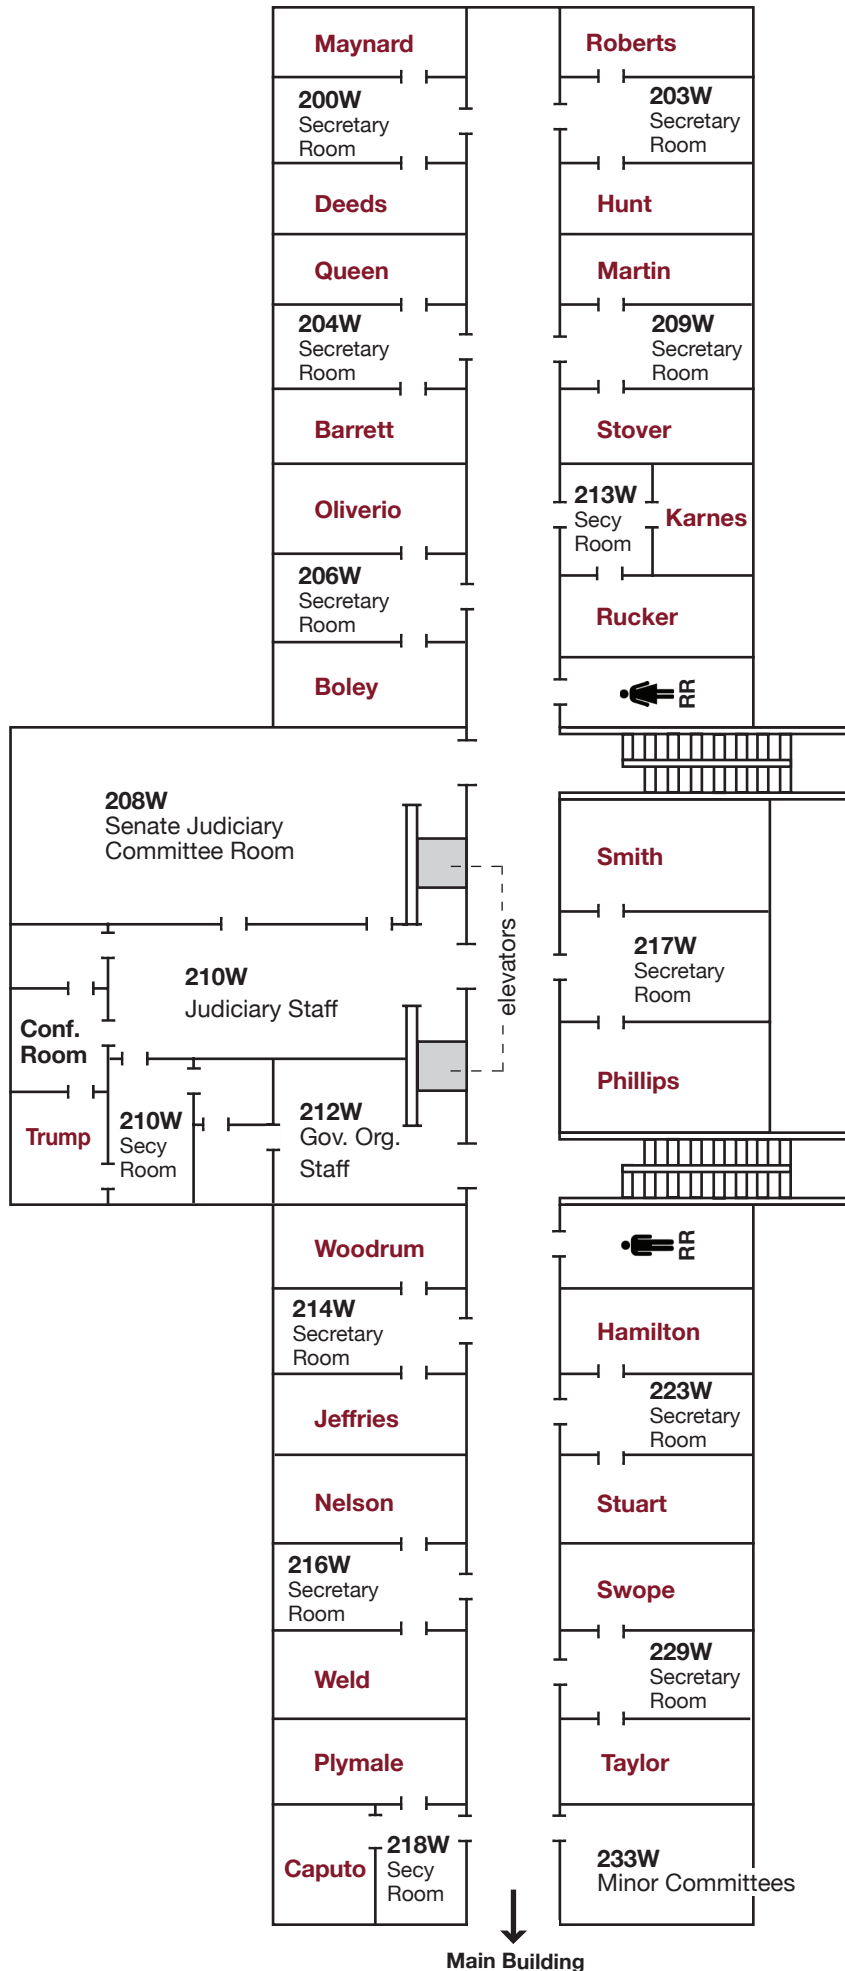 Maynard
Roberts
200W
Secretary
Room
203W
Secretary
Room
Deeds
Hunt
Queen
Martin
204W
Secretary
Room
209W
Secretary
Room
Barrett
Stover
Oliverio
213W
Secy
Room
Karnes
206W
Secretary
Room
Rucker
Boley
RR
208W
Senate Judiciary
Committee Room
Smith
elevators
210W
Judiciary Staff
217W
Secretary
Room
Conf.
Room
Phillips
Trump
210W
Secy
Room
212W
Gov. Org.
Staff
Woodrum
RR
214W
Secretary
Room
Hamilton
Jeffries
223W
Secretary
Room
Nelson
Stuart
216W
Secretary
Room
Swope
Weld
229W
Secretary
Room
Plymale
Taylor
Caputo
218W
Secy
Room
233W
Minor Committees
Main Building